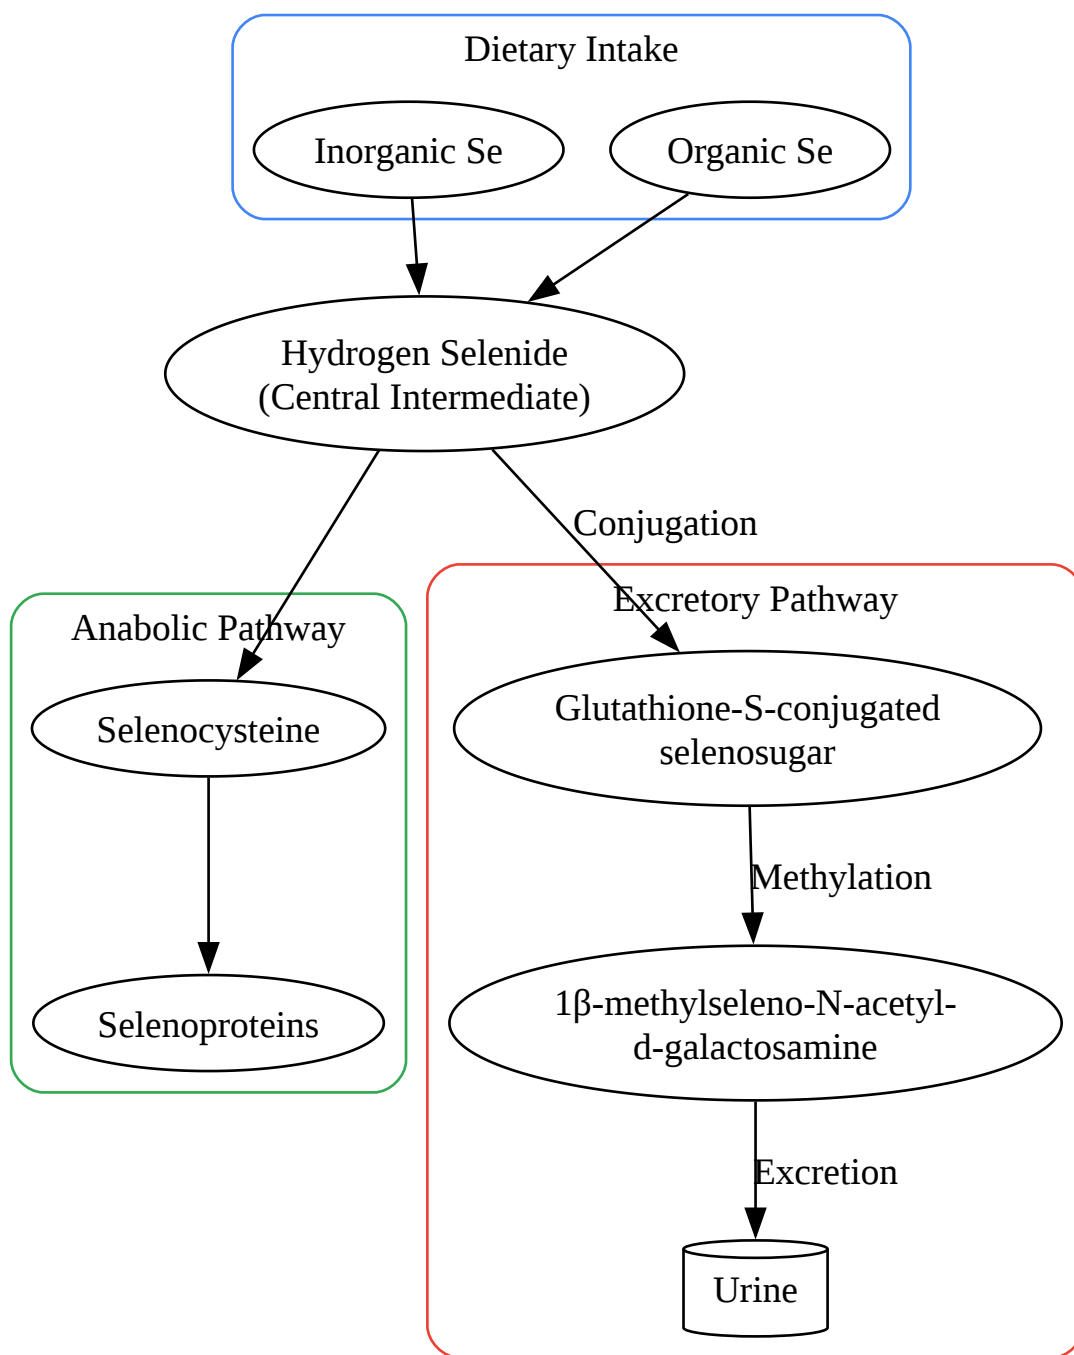 Dietary Intake
Inorganic Se
Organic Se
Hydrogen Selenide
(Central Intermediate)
Conjugation
Excretory Pathway
Anabolic Pathway
Glutathione-S-conjugated
selenosugar
Selenocysteine
Methylation
1β-methylseleno-N-acetyl-
d-galactosamine
Selenoproteins
Excretion
Urine